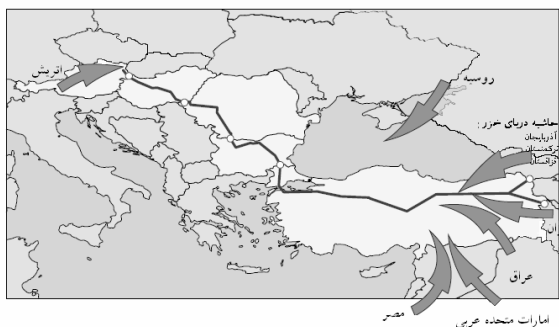 اتریش
روسیه
حاشیه دریای خزر :
آذربایجان
ترکمنستان
قزاقستان
عراق
مصر
امارات متحده عربی